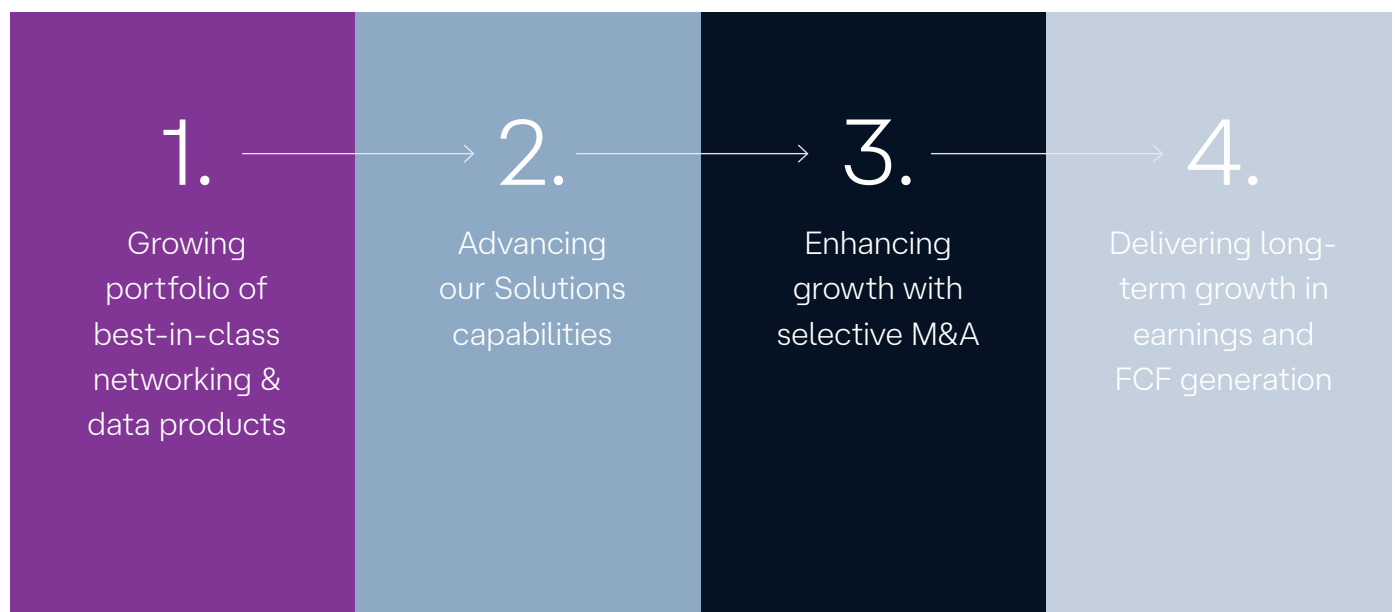 1.
Growing
portfolio of
best-in-class
networking &
data products
2.
Advancing
our Solutions
capabilities
3.
Enhancing
growth with
selective M&A
4.
Delivering long-
term growth in
earnings and
FCF generation